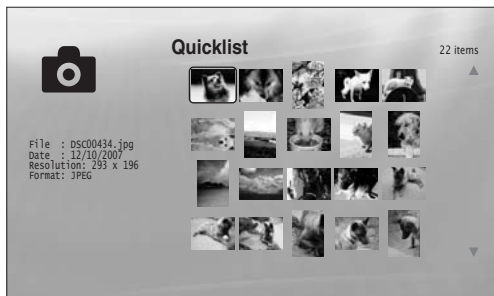 Quicklist
22 items
File : DSC00434.jpg
Date : 12/10/2007
Resolution: 293 x 196
Format: JPEG